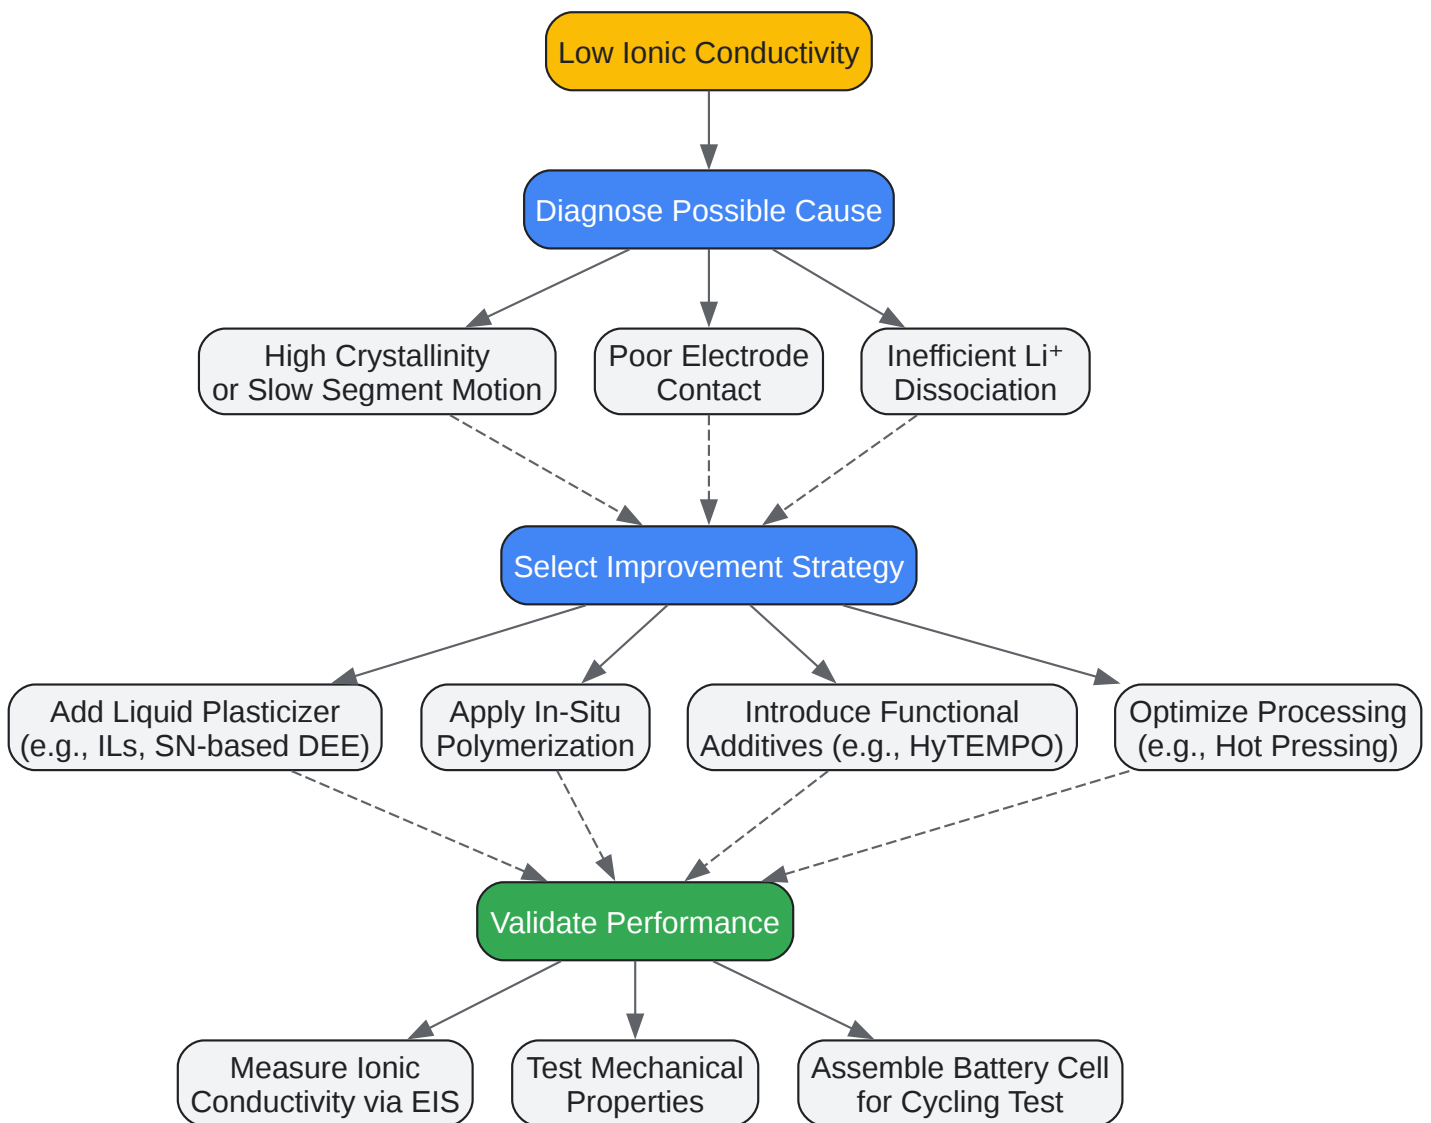 Low Ionic Conductivity
Diagnose Possible Cause
High Crystallinity
or Slow Segment Motion
Poor Electrode
Contact
Inefficient Li⁺
Dissociation
Select Improvement Strategy
Add Liquid Plasticizer
(e.g., ILs, SN-based DEE)
Apply In-Situ
Polymerization
Introduce Functional
Additives (e.g., HyTEMPO)
Optimize Processing
(e.g., Hot Pressing)
Validate Performance
Measure Ionic
Conductivity via EIS
Test Mechanical
Properties
Assemble Battery Cell
for Cycling Test